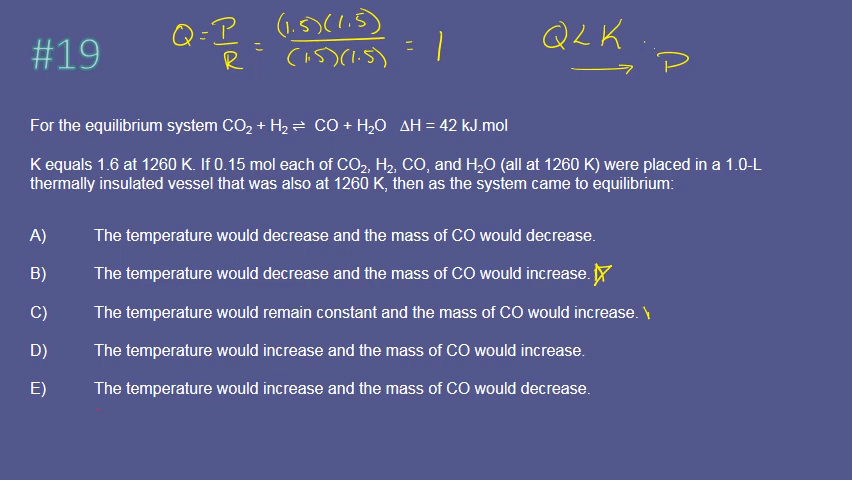 #19
Q = P/R = (1.5)(1.5)/(1.5)(1.5) = 1
Q < K
→ P
For the equilibrium system CO₂ + H₂ ⇌ CO + H₂O ΔH = 42 kJ.mol
K equals 1.6 at 1260 K. If 0.15 mol each of CO₂, H₂, CO, and H₂O (all at 1260 K) were placed in a 1.0-L
thermally insulated vessel that was also at 1260 K, then as the system came to equilibrium:
A) The temperature would decrease and the mass of CO would decrease.
B) The temperature would decrease and the mass of CO would increase.
C) The temperature would remain constant and the mass of CO would increase.
D) The temperature would increase and the mass of CO would increase.
E) The temperature would increase and the mass of CO would decrease.